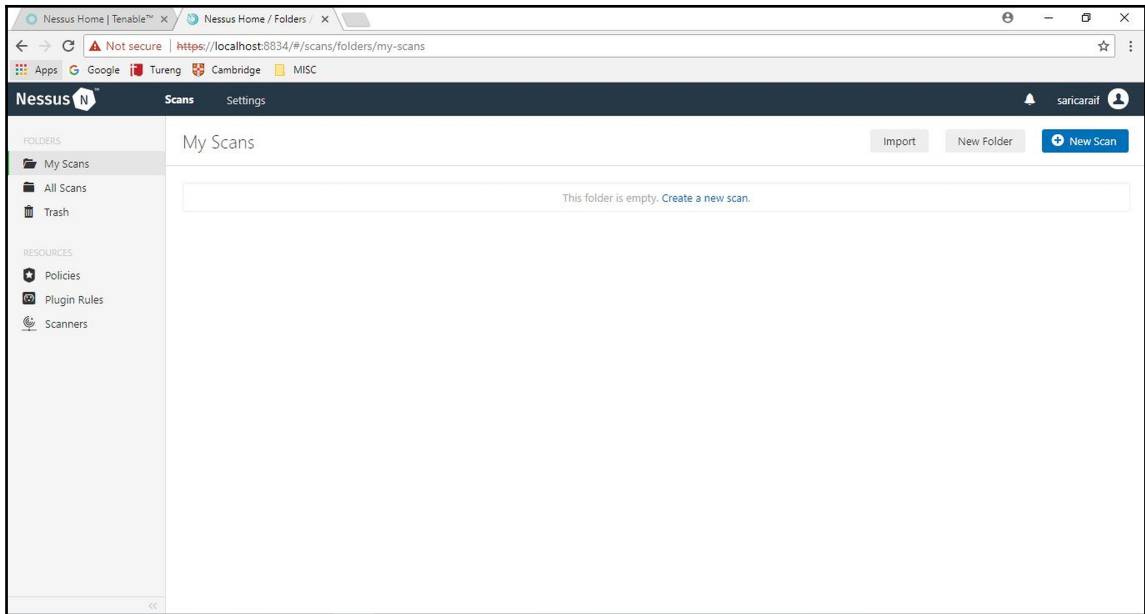 Nessus Home | Tenable™
Nessus Home / Folders /
Not secure | https://localhost:8834/#/scans/folders/my-scans
Apps Google Tureng Cambridge MISC
Nessus N ™ Scans Settings saricaraif
FOLDERS
My Scans
All Scans
Trash
RESOURCES
Policies
Plugin Rules
Scanners
My Scans Import New Folder New Scan
This folder is empty. Create a new scan.